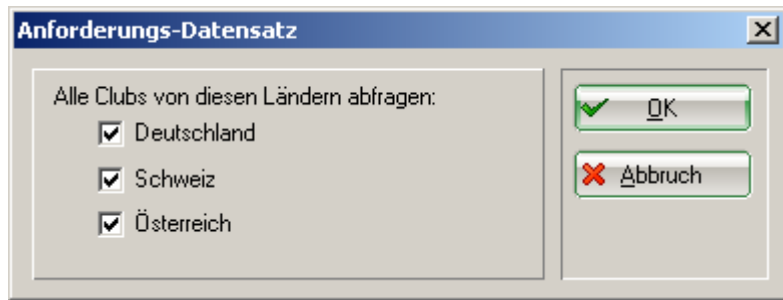 Anforderungs-Datensatz
Alle Clubs von diesen Ländern abfragen:
Deutschland
Schweiz
Österreich
OK
Abbruch